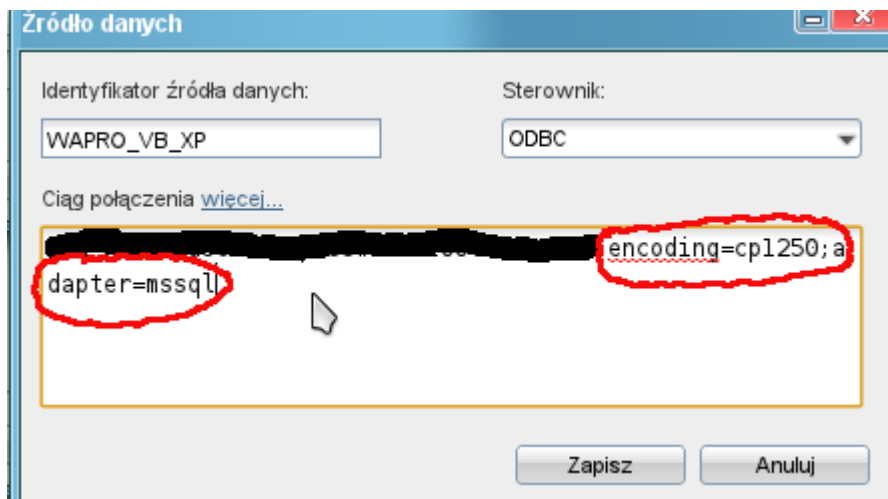 Źródło danych
Identyfikator źródła danych:
Sterownik:
WAPRO_VB_XP
ODBC
Ciąg połączenia więcej...
encoding=cp1250;a
dapter=mssql
Zapisz
Anuluj